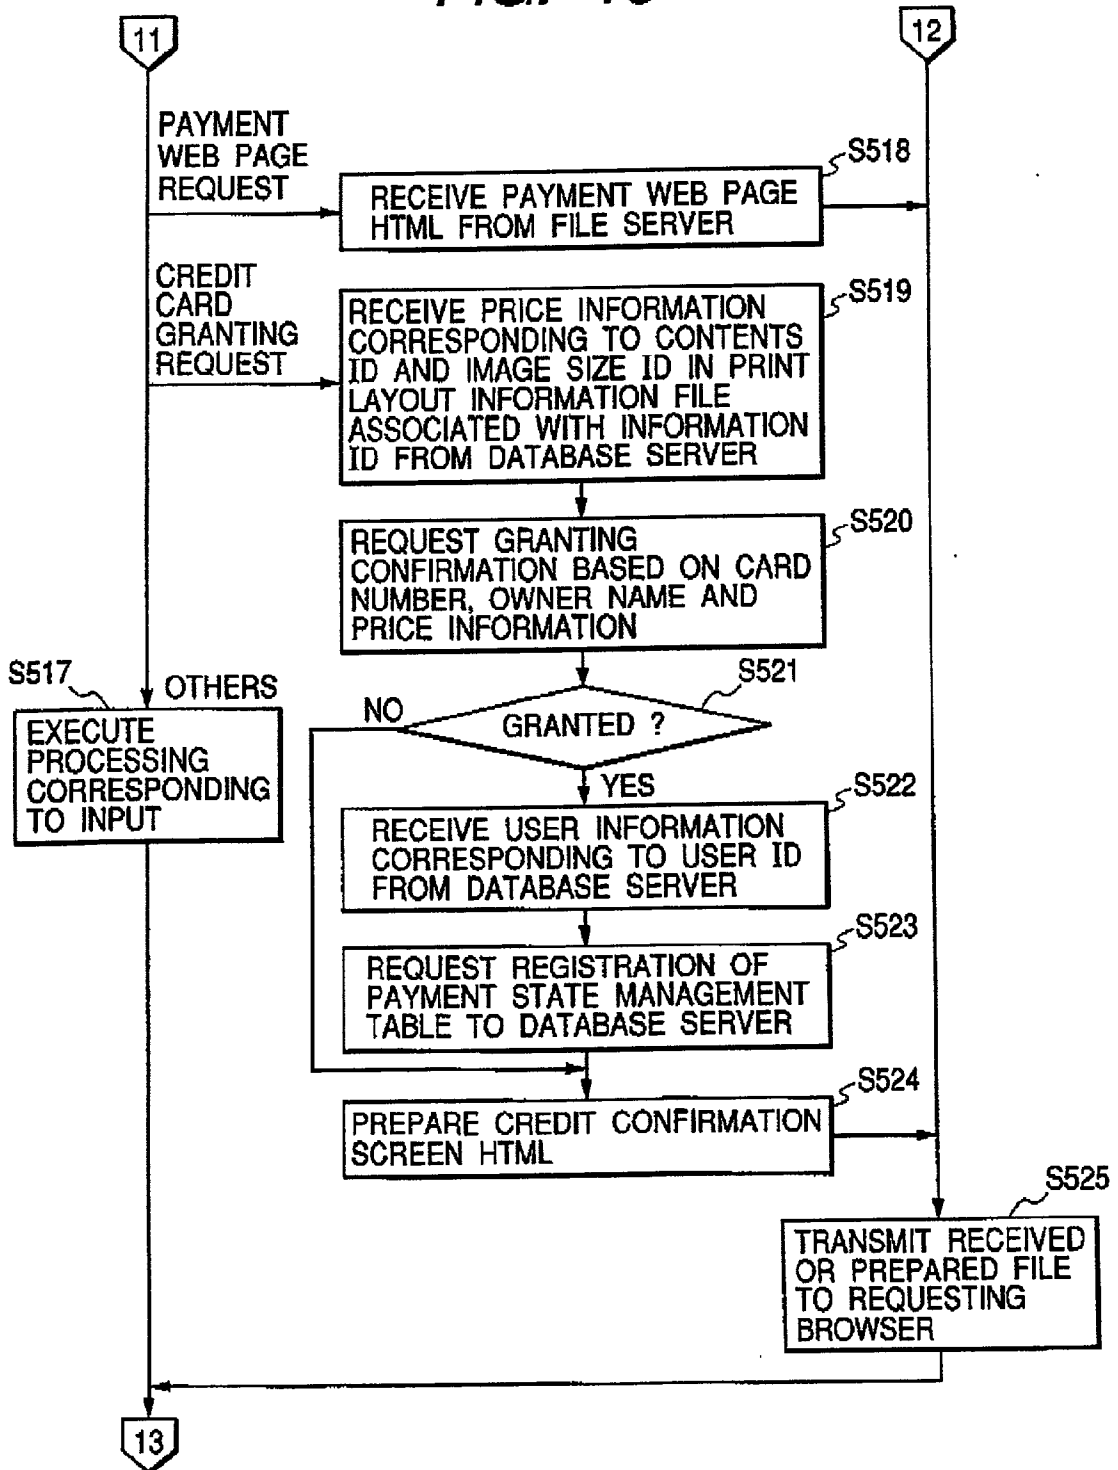 11
12
PAYMENT
WEB PAGE
REQUEST
S518
RECEIVE PAYMENT WEB PAGE
HTML FROM FILE SERVER
CREDIT
CARD
GRANTING
REQUEST
S519
RECEIVE PRICE INFORMATION
CORRESPONDING TO CONTENTS
ID AND IMAGE SIZE ID IN PRINT
LAYOUT INFORMATION FILE
ASSOCIATED WITH INFORMATION
ID FROM DATABASE SERVER
S520
REQUEST GRANTING
CONFIRMATION BASED ON CARD
NUMBER, OWNER NAME AND
PRICE INFORMATION
S517
OTHERS
EXECUTE
PROCESSING
CORRESPONDING
TO INPUT
S521
NO
GRANTED ?
YES
S522
RECEIVE USER INFORMATION
CORRESPONDING TO USER ID
FROM DATABASE SERVER
S523
REQUEST REGISTRATION OF
PAYMENT STATE MANAGEMENT
TABLE TO DATABASE SERVER
S524
PREPARE CREDIT CONFIRMATION
SCREEN HTML
S525
TRANSMIT RECEIVED
OR PREPARED FILE
TO REQUESTING
BROWSER
13